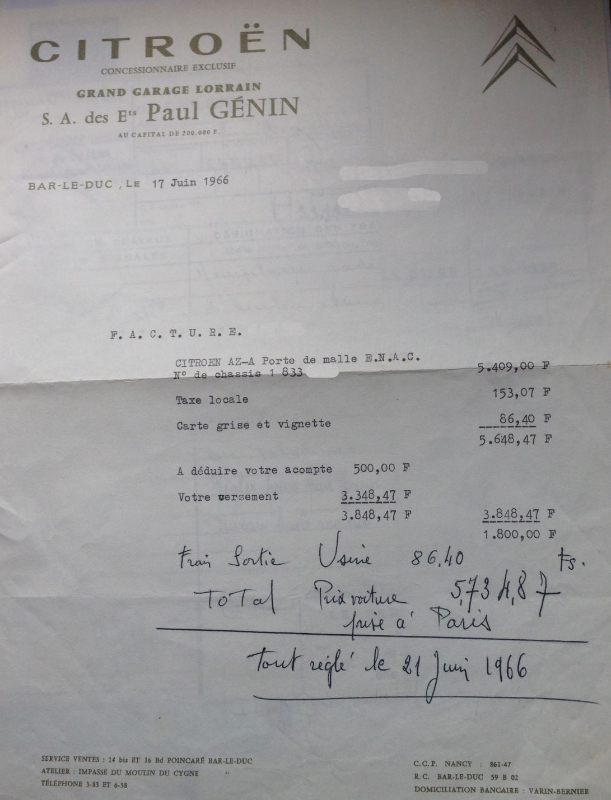 CITROËN
CONCESSIONNAIRE EXCLUSIF
GRAND GARAGE LORRAIN
S. A. des Ets Paul GÉNIN
AU CAPITAL DE 200.000 F.
BAR-LE-DUC, LE 17 Juin 1966
F. A. C. T. U. R. E.
CITROEN AZ-A Porte de malle E.N.A.C. 5.409,00 F
N° de chassis 1 833
Taxe locale 153,07 F
Carte grise et vignette 86,40 F
5.648,47 F
A déduire votre acompte 500,00 F
Votre versement 3.348,47 F
3.848,47 F 3.848,47 F
1.800,00 F
Frais Sortie Usine 86.40
TOTAL Prix voiture 5,734,87 Fs.
prise à Paris
Tout réglé le 21 Juin 1966
SERVICE VENTES : 14 bis ET 16 Bd POINCARÉ BAR-LE-DUC
ATELIER : IMPASSE DU MOULIN DU CYGNE "
TÉLÉPHONE 3-85 ET 6-38
C.C.P. NANCY : 861-47
R.C. BAR-LE-DUC 59 B 02
DOMICILIATION BANCAIRE : VARIN-BERNIER